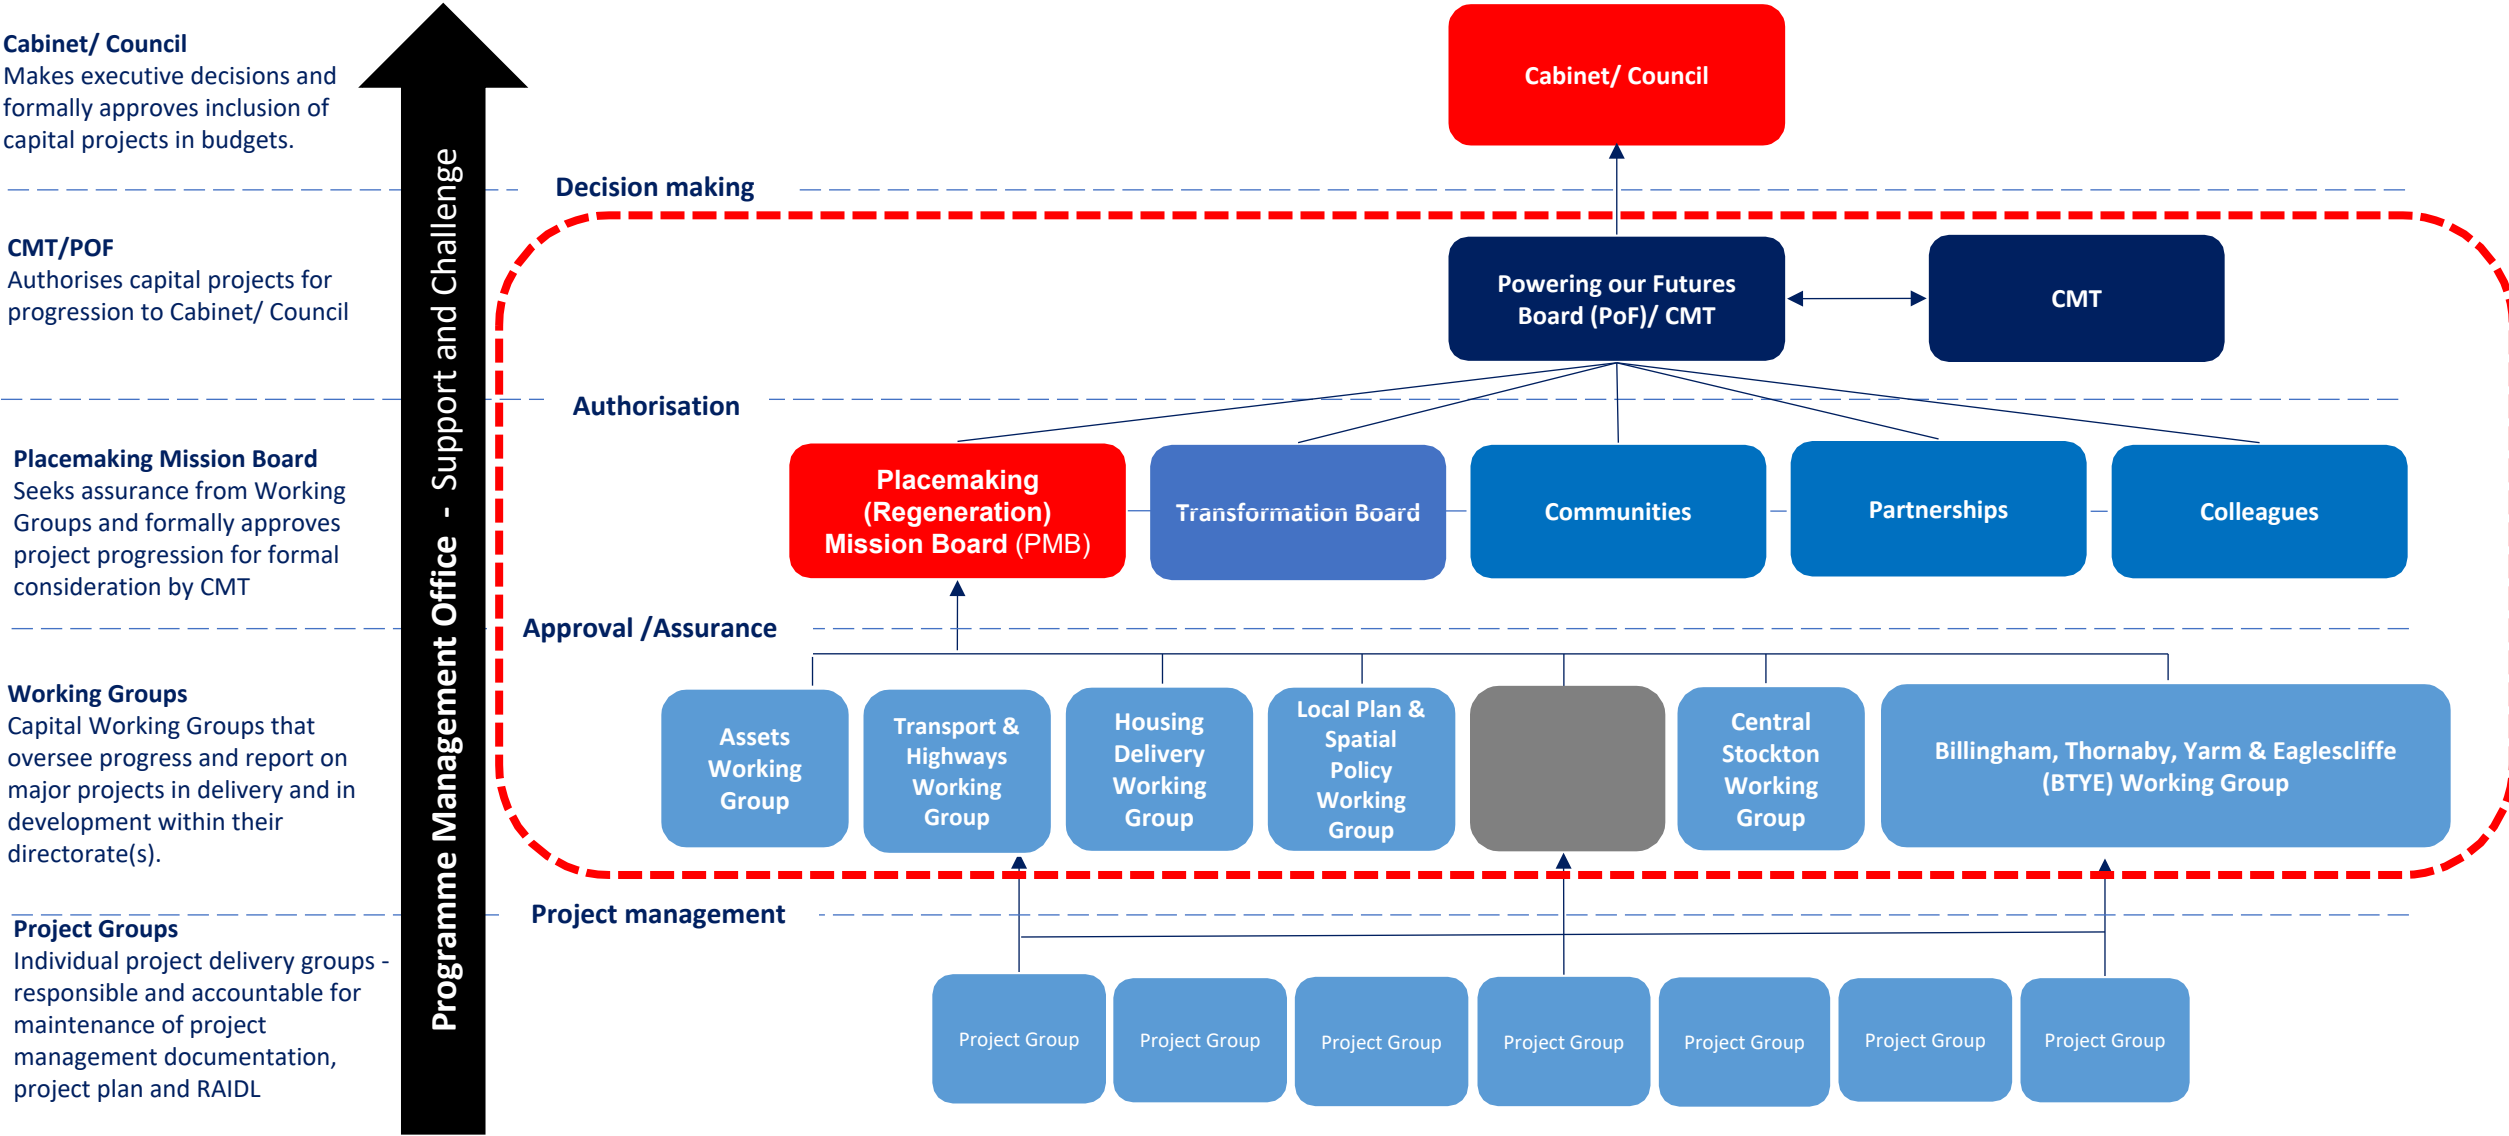 Cabinet/ Council
Makes executive decisions and
formally approves inclusion of
capital projects in budgets.
CMT/POF
Authorises capital projects for
progression to Cabinet/ Council
Placemaking Mission Board
Seeks assurance from Working
Groups and formally approves
project progression for formal
consideration by CMT
Working Groups
Capital Working Groups that
oversee progress and report on
major projects in delivery and in
development within their
directorate(s).
Project Groups
Individual project delivery groups -
responsible and accountable for
maintenance of project
management documentation,
project plan and RAIDL
Programme Management Office - Support and Challenge
Cabinet/ Council
Decision making
Powering our Futures
Board (PoF)/ CMT
CMT
Authorisation
Placemaking
(Regeneration)
Mission Board (PMB)
Transformation Board
Communities
Partnerships
Colleagues
Approval /Assurance
Assets
Working
Group
Transport &
Highways
Working
Group
Housing
Delivery
Working
Group
Local Plan &
Spatial
Policy
Working
Group
Central
Stockton
Working
Group
Billingham, Thornaby, Yarm & Eaglescliffe
(BTYE) Working Group
Project management
Project Group
Project Group
Project Group
Project Group
Project Group
Project Group
Project Group